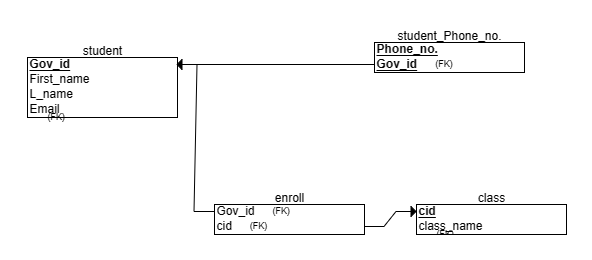 student
Gov_id
First_name
L_name
Email
(FK)
student_Phone_no.
Phone_no.
Gov_id (FK)
enroll
Gov_id (FK)
cid (FK)
class
cid
class_name